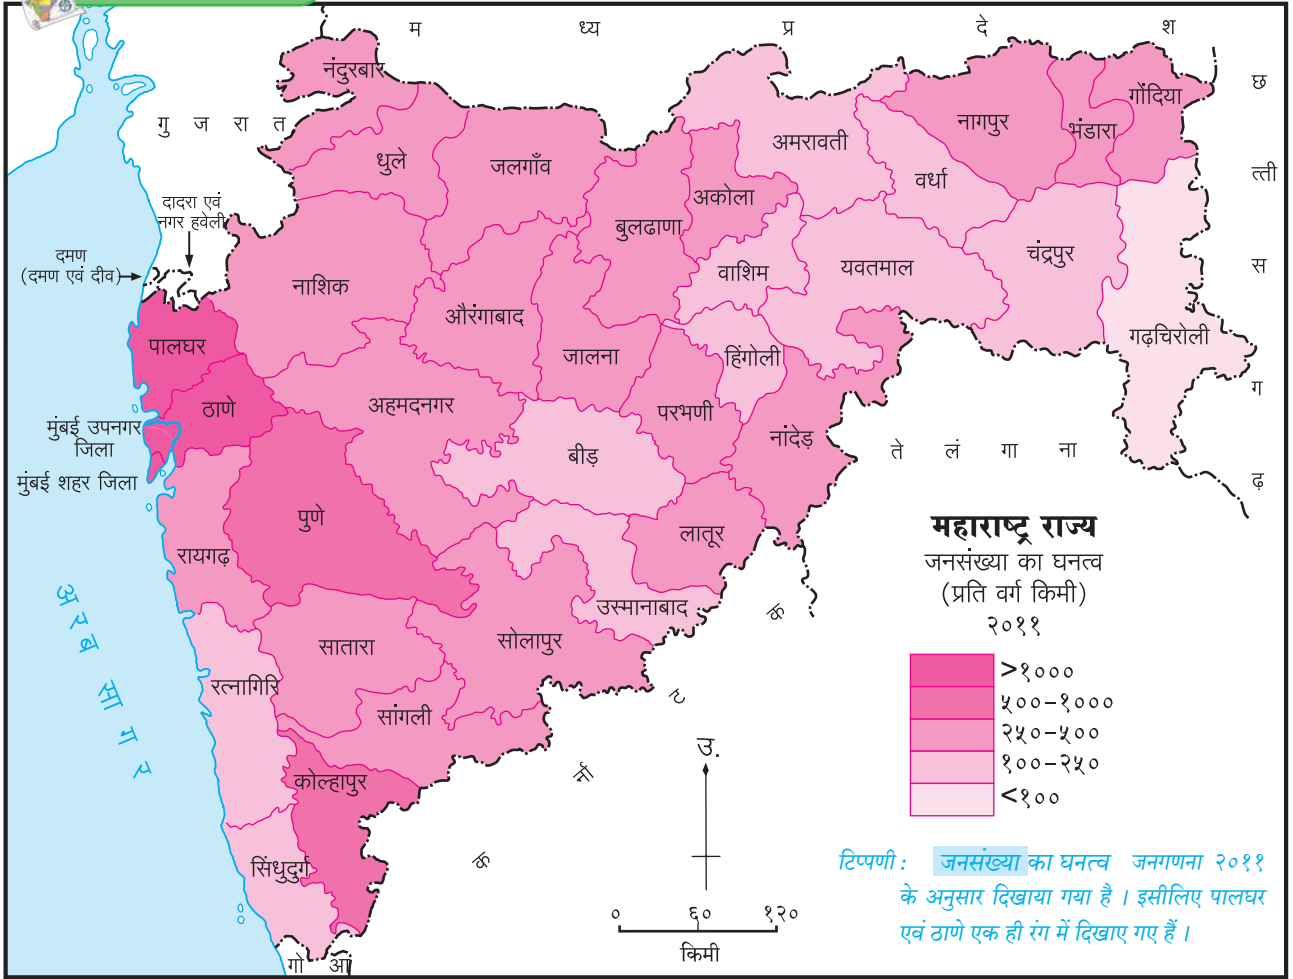 म ध्य प्र दे श
छ त्ती स ग ढ़
गु ज रा त
नंदुरबार
धुले
जलगाँव
बुलढाणा
अकोला
अमरावती
वर्धा
नागपुर
भंडारा
गोंदिया
दादरा एवं
नगर हवेली
दमण
(दमण एवं दीव)
नाशिक
औरंगाबाद
जालना
वाशिम
यवतमाल
चंद्रपुर
गढ़चिरोली
हिंगोली
पालघर
ठाणे
अहमदनगर
परभणी
नांदेड़
बीड़
मुंबई उपनगर
जिला
मुंबई शहर जिला
ते लं गा ना
पुणे
रायगढ़
लातूर
उस्मानाबाद
सोलापुर
सातारा
रत्नागिरि
सांगली
कोल्हापुर
सिंधुदुर्ग
अ र ब सा ग र
क र्ना ट क
गो आ
महाराष्ट्र राज्य
जनसंख्या का घनत्व
(प्रति वर्ग किमी)
२०११
>१०००
५००-१०००
२५०-५००
१००-२५०
<१००
उ.
० ६० १२०
किमी
टिप्पणी : जनसंख्या का घनत्व जनगणना २०११
के अनुसार दिखाया गया है । इसीलिए पालघर
एवं ठाणे एक ही रंग में दिखाए गए हैं ।